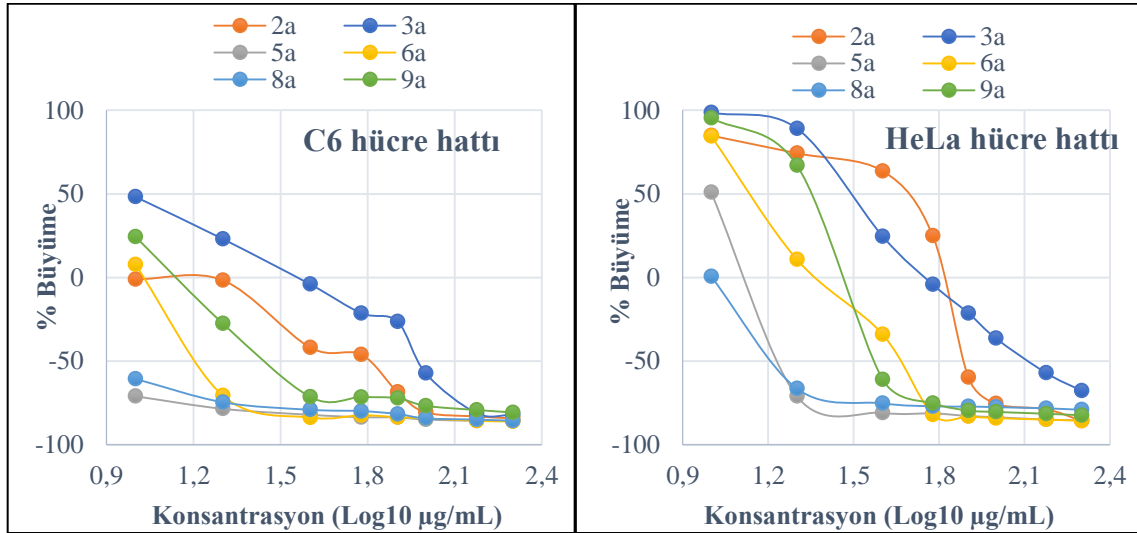 2a 3a
5a 6a
8a 9a
C6 hücre hattı
100
50
0
-50
-100
% Büyüme
0,9 1,2 1,5 1,8 2,1 2,4
Konsantrasyon (Log10 µg/mL)
2a 3a
5a 6a
8a 9a
HeLa hücre hattı
100
50
0
-50
-100
% Büyüme
0,9 1,2 1,5 1,8 2,1 2,4
Konsantrasyon (Log10 µg/mL)